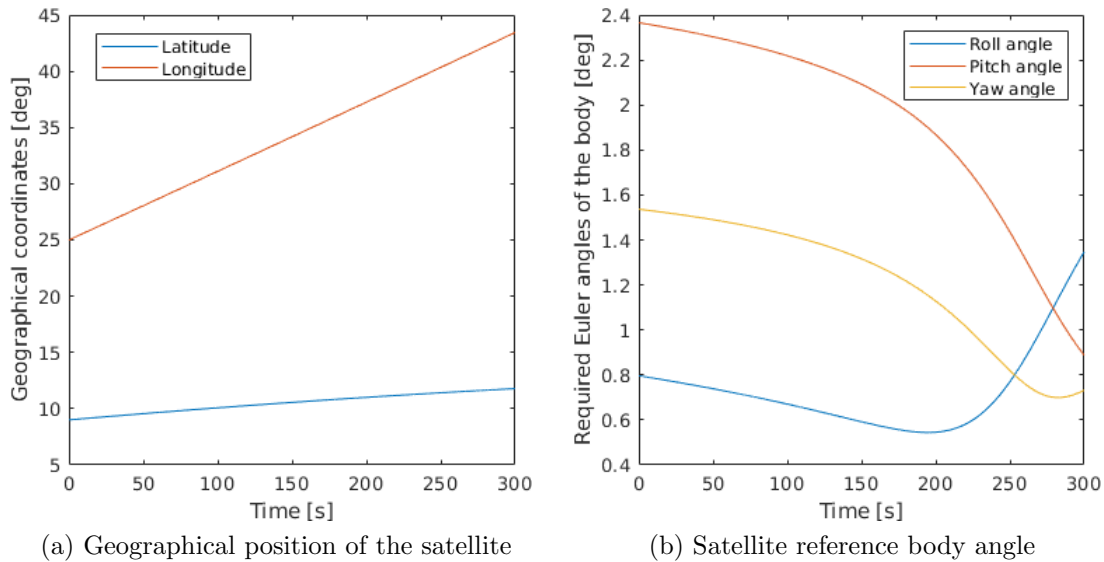 45
40
35
30
25
20
15
10
5
Geographical coordinates [deg]
Latitude
Longitude
0 50 100 150 200 250 300
Time [s]
(a) Geographical position of the satellite
2.4
2.2
2
1.8
1.6
1.4
1.2
1
0.8
0.6
0.4
Required Euler angles of the body [deg]
Roll angle
Pitch angle
Yaw angle
0 50 100 150 200 250 300
Time [s]
(b) Satellite reference body angle